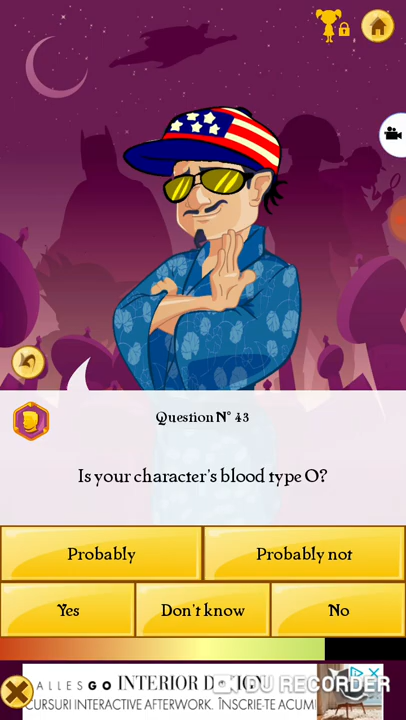 Question N° 43
Is your character's blood type O?
Probably
Probably not
Yes
Don't know
No
ALLESGO INTERIOR D
DU RECORDER
CURSURI INTERACTIVE AFTERWORK. ÎNSCRIE-TE ACUM!